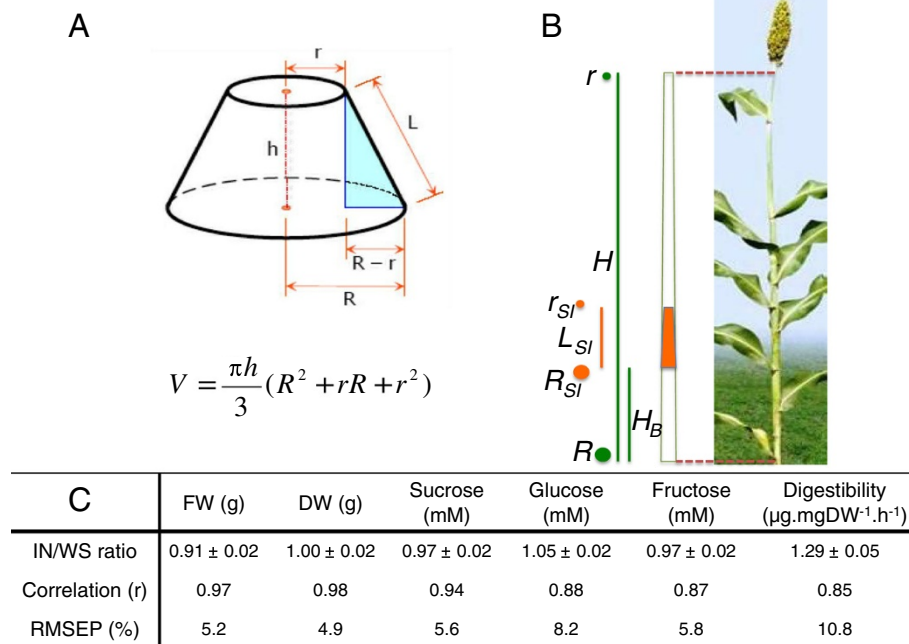 A
r
L
h
R – r
R
V = πh/3 (R² + rR + r²)
B
r
H
r_SI
L_SI
R_SI
H_B
R
C FW (g) DW (g) Sucrose (mM) Glucose (mM) Fructose (mM) Digestibility (µg.mgDW⁻¹.h⁻¹)
IN/WS ratio 0.91 ± 0.02 1.00 ± 0.02 0.97 ± 0.02 1.05 ± 0.02 0.97 ± 0.02 1.29 ± 0.05
Correlation (r) 0.97 0.98 0.94 0.88 0.87 0.85
RMSEP (%) 5.2 4.9 5.6 8.2 5.8 10.8